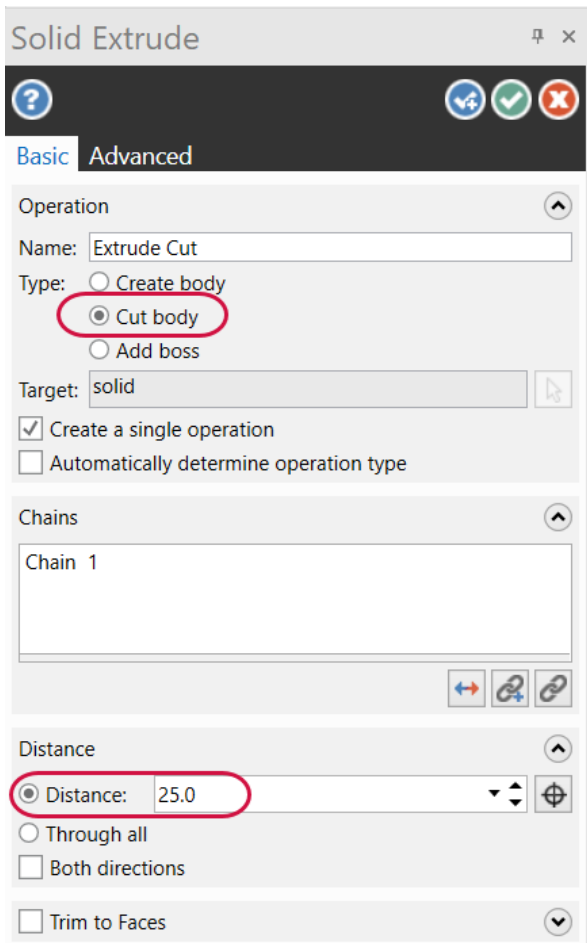 Solid Extrude
Basic Advanced
Operation
Name: Extrude Cut
Type: Create body
Cut body
Add boss
Target: solid
Create a single operation
Automatically determine operation type
Chains
Chain 1
Distance
Distance: 25.0
Through all
Both directions
Trim to Faces